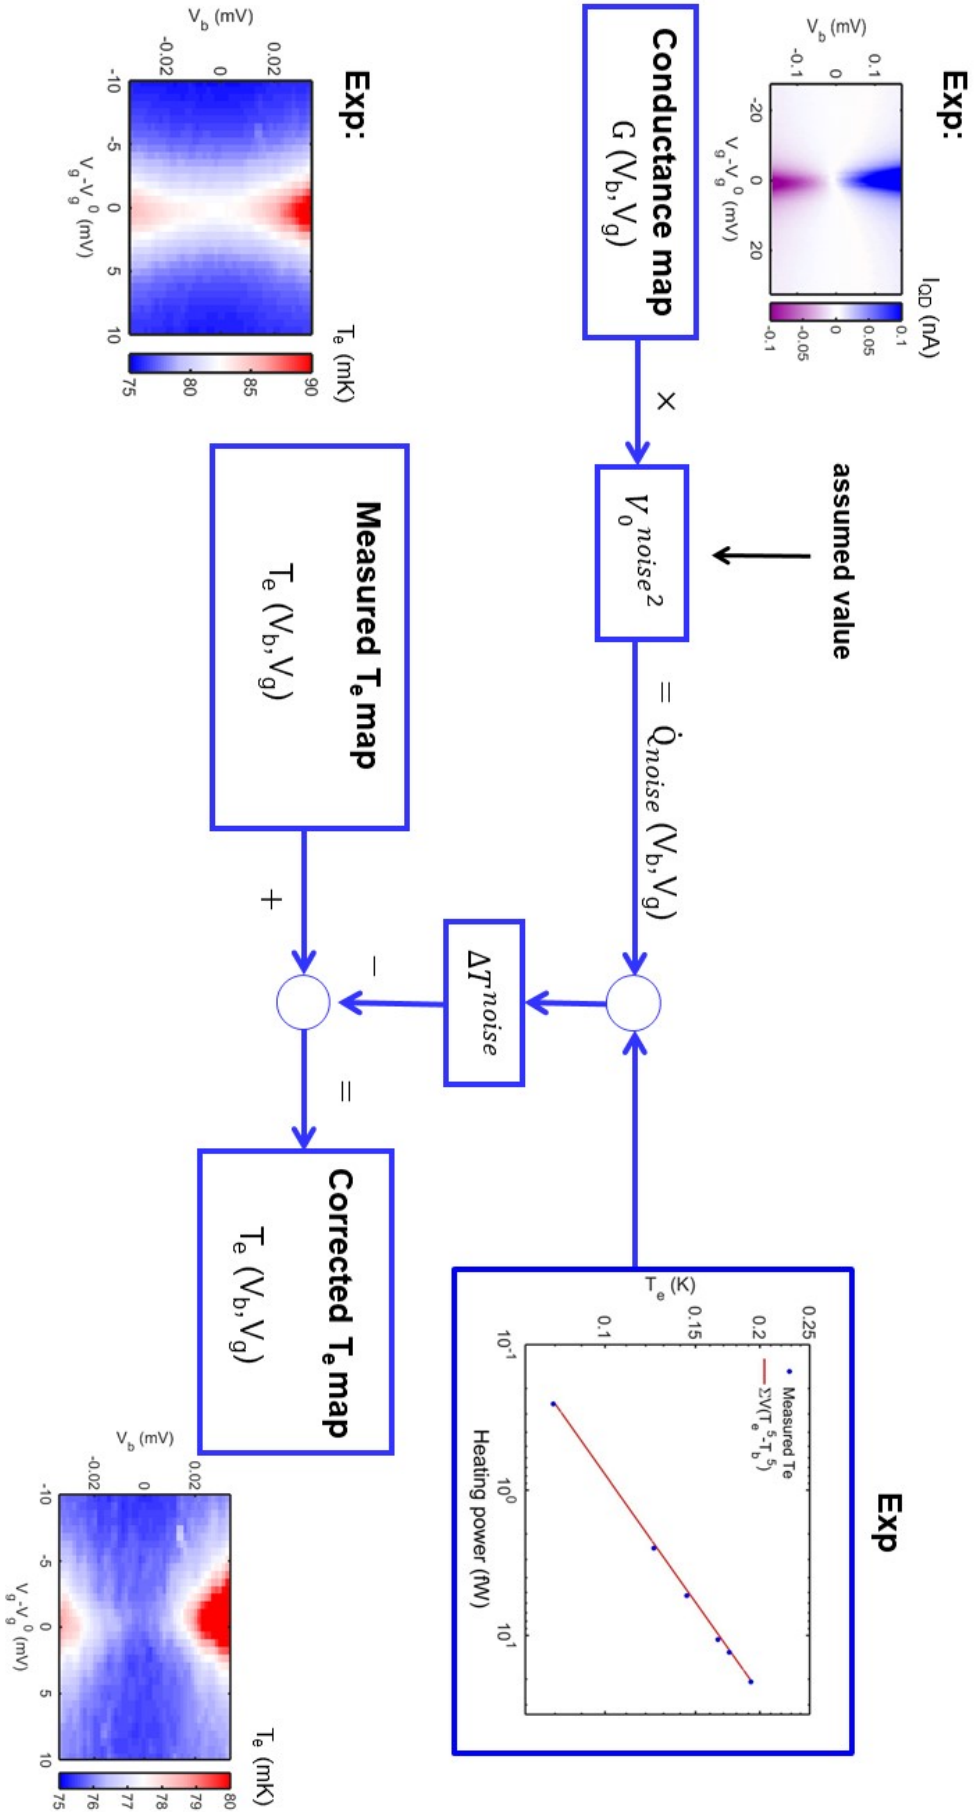 Exp:
V_b (mV)
0.1
0
-0.1
-20
0
20
V_g-V_g^0 (mV)
I_QD (nA)
0.1
0.05
0
-0.05
-0.1
assumed value
Exp
Conductance map
G (V_b,V_g)
×
V_0^{noise^2}
= Q̇_noise (V_b,V_g)
T_e (K)
0.25
0.2
0.15
0.1
Measured Te
ΣV(T_e^5-T_b^5)
10^-1
10^0
10^1
Heating power (fW)
ΔT^noise
−
Exp:
V_b (mV)
0.02
0
-0.02
-10
-5
0
5
10
V_g-V_g^0 (mV)
T_e (mK)
90
85
80
75
Measured T_e map
T_e (V_b,V_g)
+
=
Corrected T_e map
T_e (V_b,V_g)
V_b (mV)
0.02
0
-0.02
-10
-5
0
5
10
V_g-V_g^0 (mV)
T_e (mK)
80
79
78
77
76
75